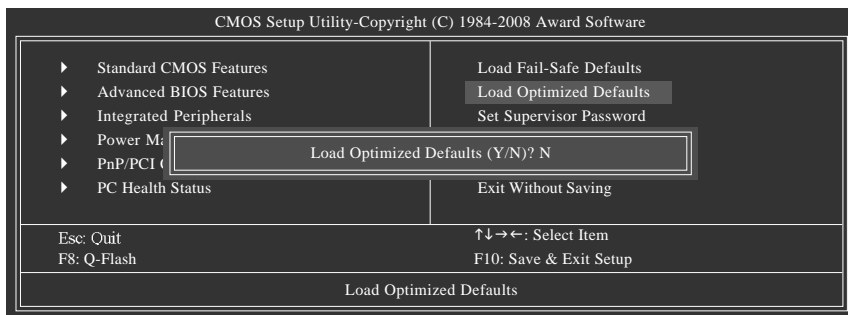 CMOS Setup Utility-Copyright (C) 1984-2008 Award Software
Standard CMOS Features
Advanced BIOS Features
Integrated Peripherals
Power Ma
PnP/PCI
PC Health Status
Load Fail-Safe Defaults
Load Optimized Defaults
Set Supervisor Password
Exit Without Saving
Load Optimized Defaults (Y/N)? N
Esc: Quit
F8: Q-Flash
↑↓→←: Select Item
F10: Save & Exit Setup
Load Optimized Defaults